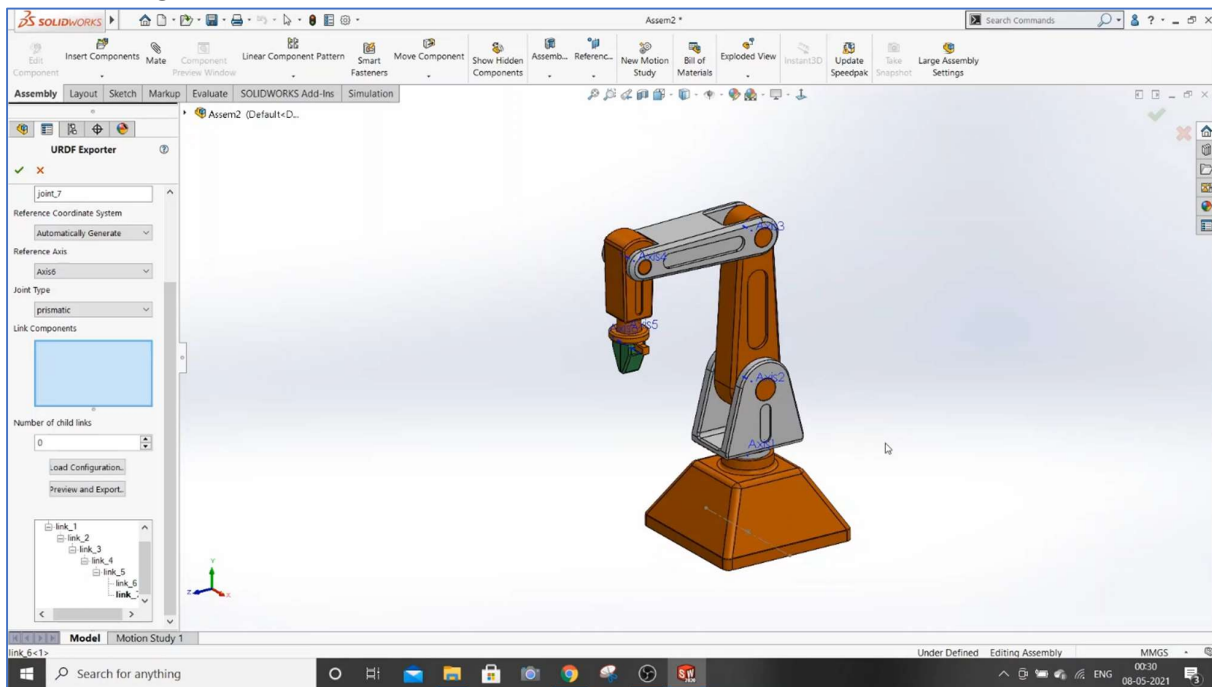 SOLIDWORKS
Assem2 *
Search Commands
Edit Component
Insert Components
Mate
Component Preview Window
Linear Component Pattern
Smart Fasteners
Move Component
Show Hidden Components
Assemb...
Referenc...
New Motion Study
Bill of Materials
Exploded View
Instant3D
Update Speedpak
Take Snapshot
Large Assembly Settings
Assembly Layout Sketch Markup Evaluate SOLIDWORKS Add-Ins Simulation
Assem2 (Default<D...
URDF Exporter
joint_7
Reference Coordinate System
Automatically Generate
Reference Axis
Axis6
Joint Type
prismatic
Link Components
Number of child links
0
Load Configuration..
Preview and Export..
link_1
link_2
link_3
link_4
link_5
link_6
link_
Axis3
Axis4
Axis5
Axis2
Axis1
Y
Z
X
Model Motion Study 1
link_6<1>
Under Defined Editing Assembly MMGS
Search for anything
ENG
00:30
08-05-2021
3